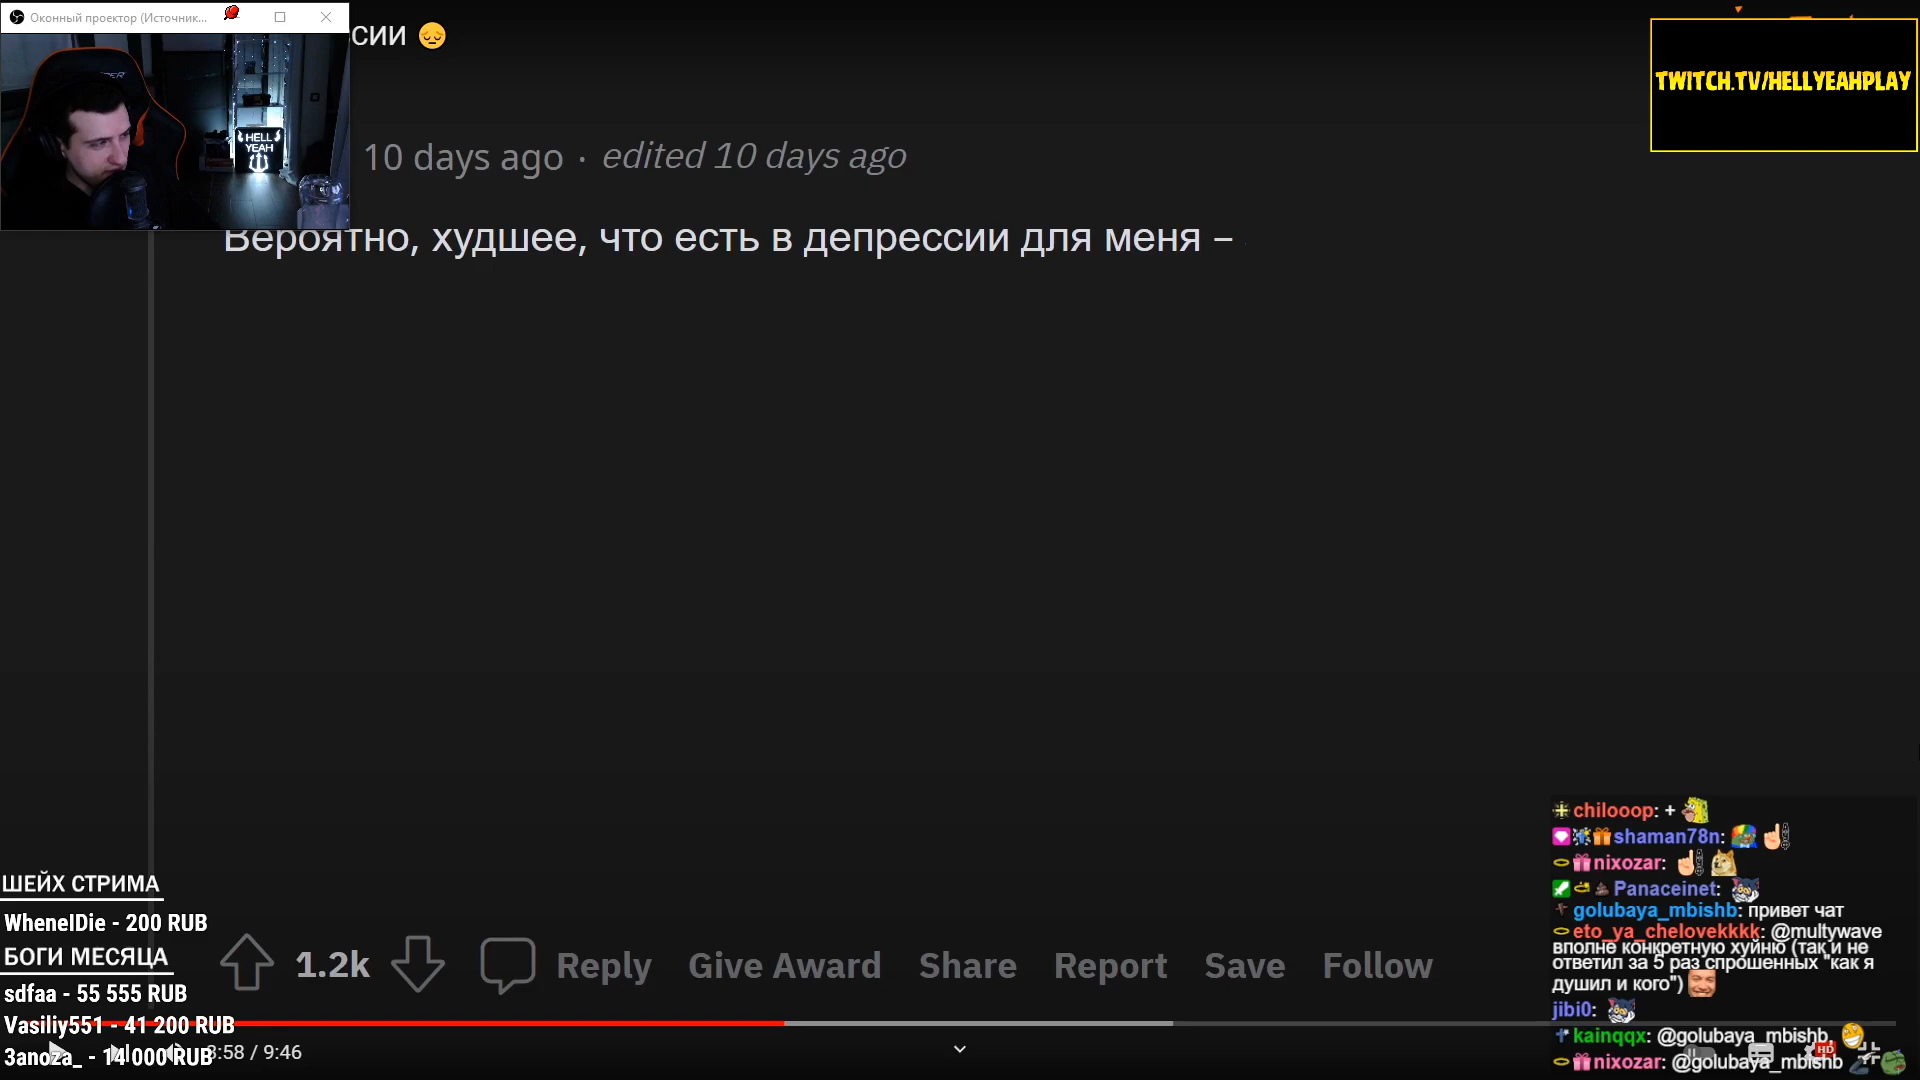 Оконный проектор (Источник...
сии
TWITCH.TV/HELLYEAHPLAY
HELL
YEAH
10 days ago · edited 10 days ago
Вероятно, худшее, что есть в депрессии для меня –
chilooop: +
shaman78n:
nixozar:
Panaceinet:
golubaya_mbishb: привет чат
eto_ya_chelovekkkk: @multywave
вполне конкретную хуйню (так и не
ответил за 5 раз спрошенных "как я
душил и кого")
jibi0:
kainqqx: @golubaya_mbishb,
nixozar: @golubaya_mbishb
ШЕЙХ СТРИМА
WhenelDie - 200 RUB
БОГИ МЕСЯЦА
sdfaa - 55 555 RUB
Vasiliy551 - 41 200 RUB
3anoza_ - 14 000 RUB
1.2k Reply Give Award Share Report Save Follow
3:58 / 9:46
HD